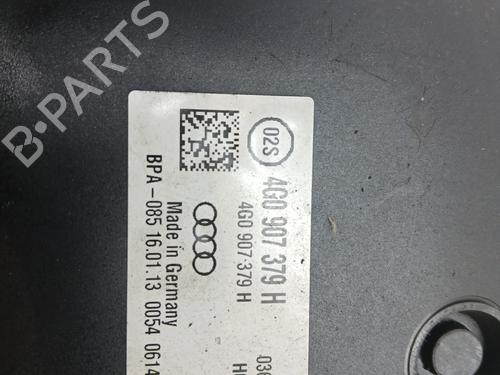 B-PARTS
02S
4G0 907 379 H
4G0 907 379 H
Made in Germany
BPA-085 16.01.13 0054 0614